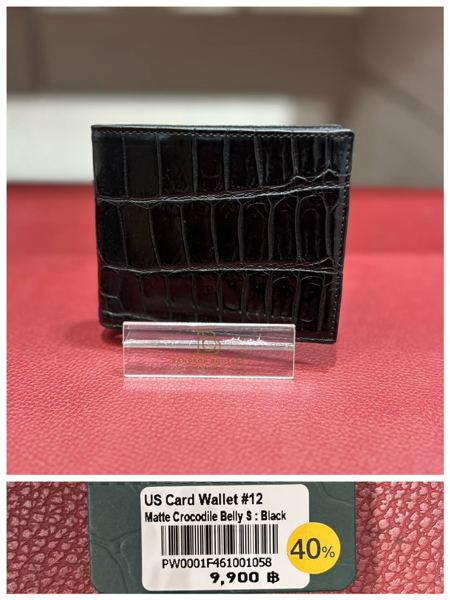 US Card Wallet #12
Matte Crocodile Belly $ : Black
40%
PW0001F461001058
9,900 ฿